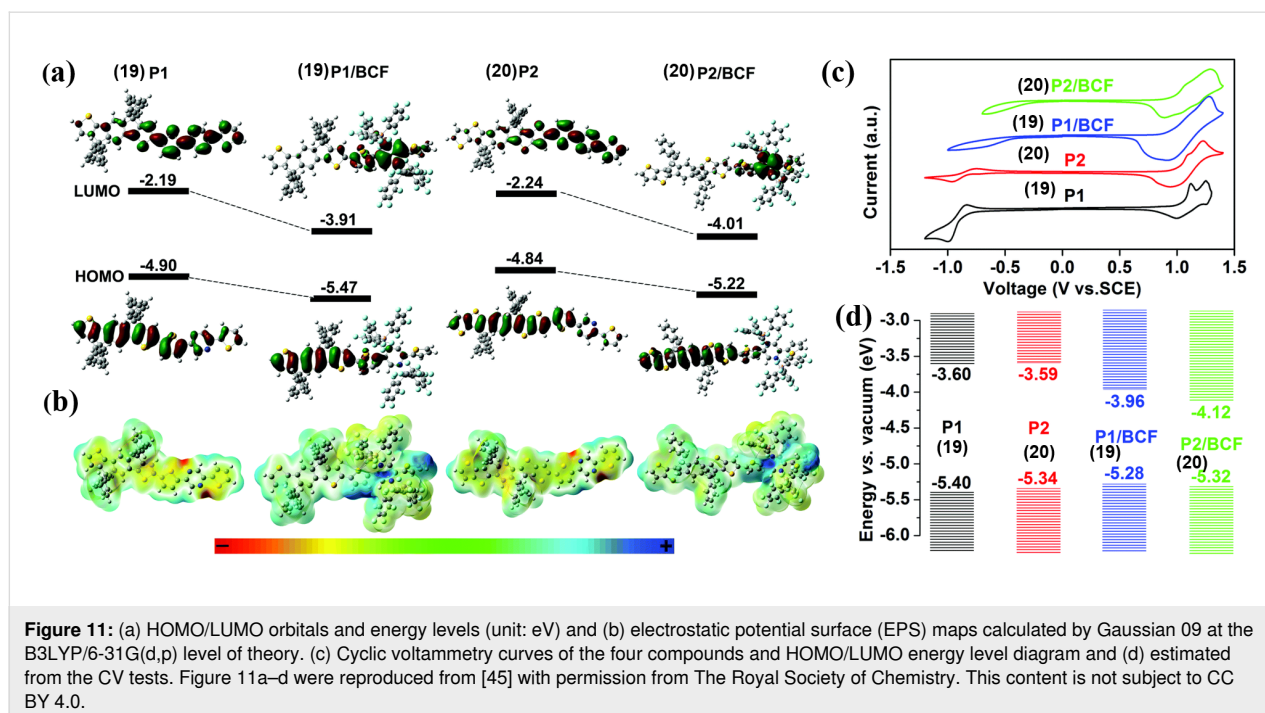 (a)
(19) P1
(19) P1/BCF
(20) P2
(20) P2/BCF
LUMO
-2.19
-3.91
-2.24
-4.01
HOMO
-4.90
-5.47
-4.84
-5.22
(b)
−
+
(c)
Current (a.u.)
(20) P2/BCF
(19) P1/BCF
(20) P2
(19) P1
-1.5 -1.0 -0.5 0.0 0.5 1.0 1.5
Voltage (V vs.SCE)
(d)
Energy vs. vacuum (eV)
-3.0
-3.5
-4.0
-4.5
-5.0
-5.5
-6.0
-3.60
-3.59
-3.96
-4.12
P1
(19)
P2
(20)
P1/BCF
(19)
P2/BCF
(20)
-5.40
-5.34
-5.28
-5.32
Figure 11: (a) HOMO/LUMO orbitals and energy levels (unit: eV) and (b) electrostatic potential surface (EPS) maps calculated by Gaussian 09 at the
B3LYP/6-31G(d,p) level of theory. (c) Cyclic voltammetry curves of the four compounds and HOMO/LUMO energy level diagram and (d) estimated
from the CV tests. Figure 11a–d were reproduced from [45] with permission from The Royal Society of Chemistry. This content is not subject to CC
BY 4.0.